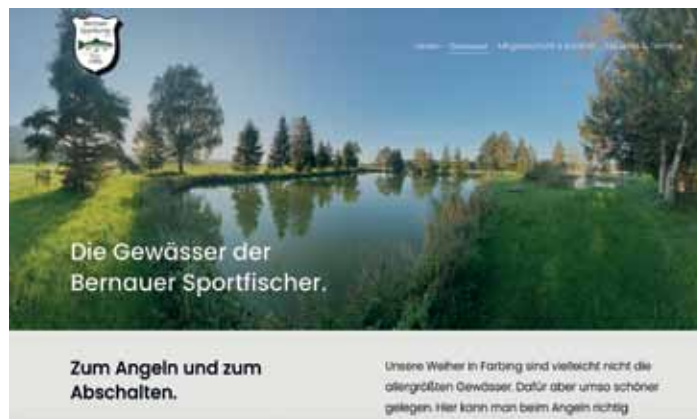 Gewässer
Die Gewässer der
Bernauer Sportfischer.
Zum Angeln und zum
Abschalten.
Unsere Weiher in Farbing sind vielleicht nicht die
allergrößten Gewässer. Dafür aber umso schöner
gelegen. Hier kann man beim Angeln richtig